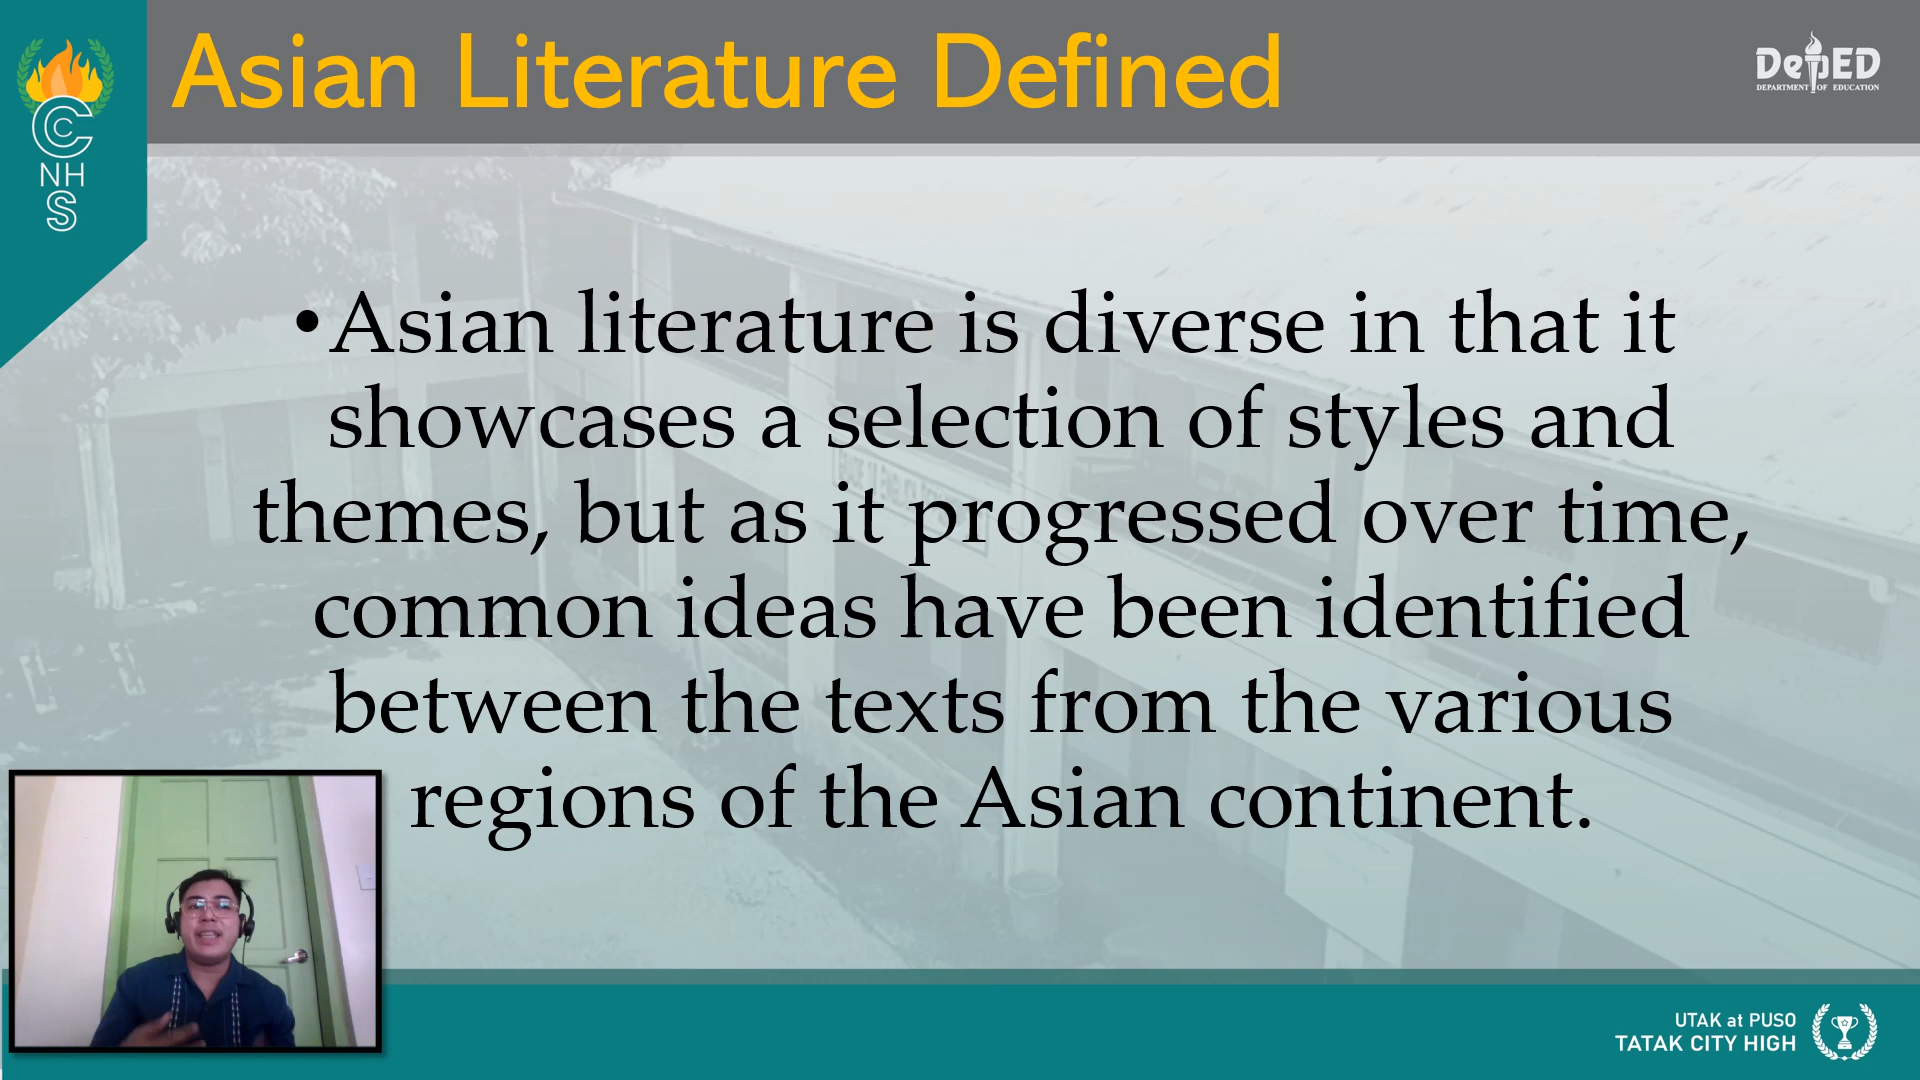 Asian Literature Defined
DepED
DEPARTMENT OF EDUCATION
C
C
NH
S
•Asian literature is diverse in that it
showcases a selection of styles and
themes, but as it progressed over time,
common ideas have been identified
between the texts from the various
regions of the Asian continent.
UTAK at PUSO
TATAK CITY HIGH